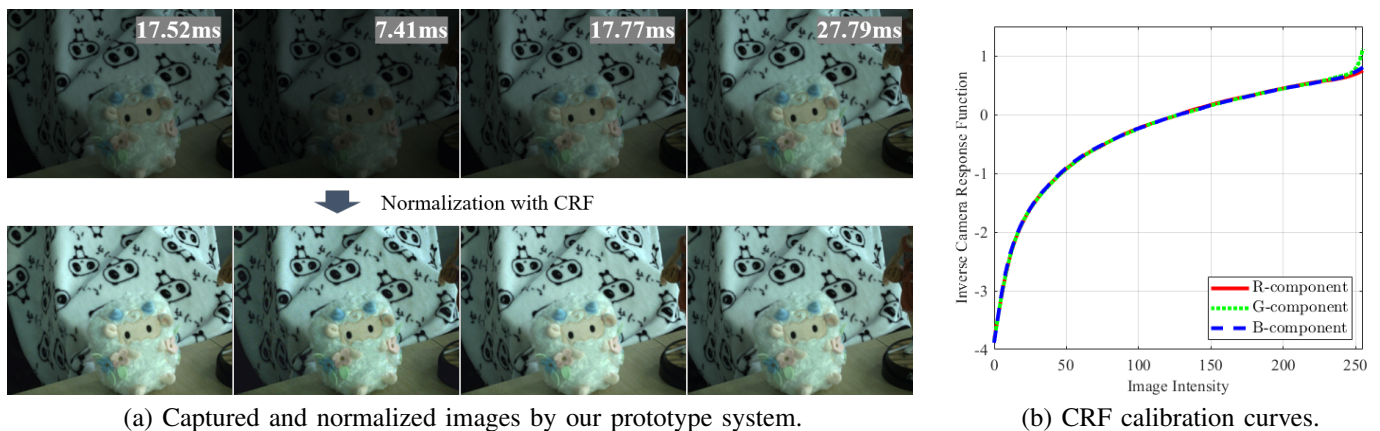 17.52ms
7.41ms
17.77ms
27.79ms
Normalization with CRF
(a) Captured and normalized images by our prototype system.
Inverse Camera Response Function
1
0
-1
-2
-3
-4
0
50
100
150
200
250
Image Intensity
R-component
G-component
B-component
(b) CRF calibration curves.